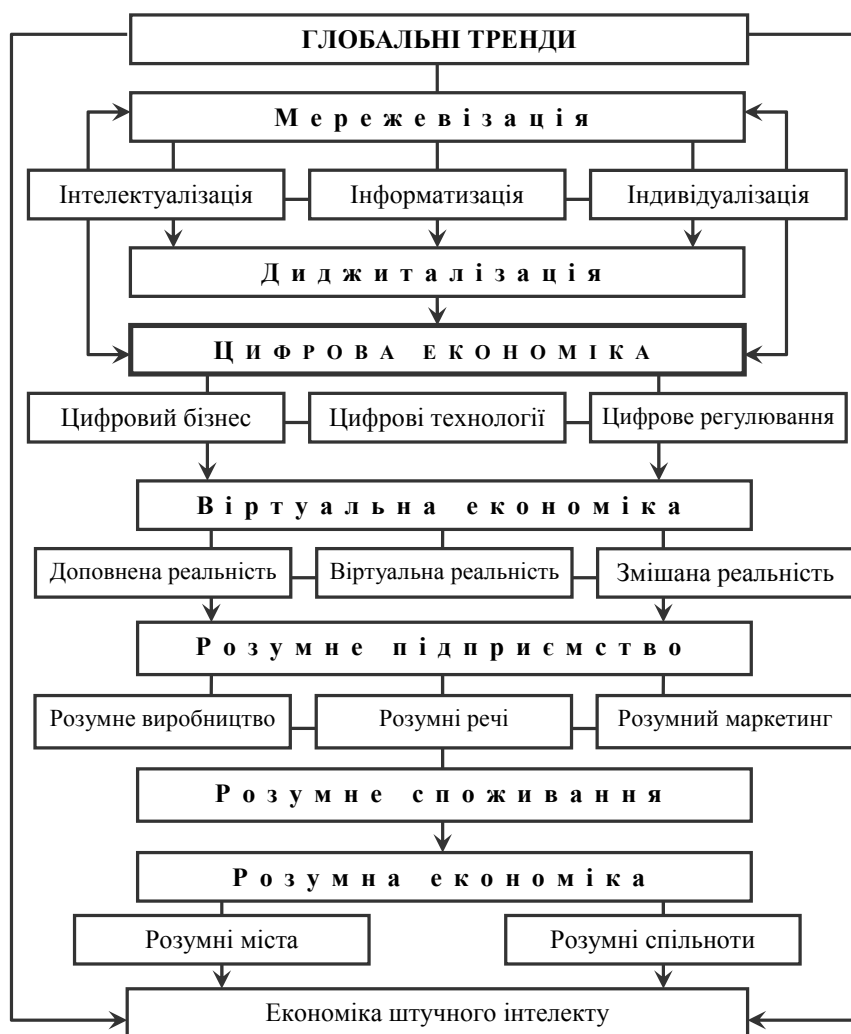 ГЛОБАЛЬНІ ТРЕНДИ
Мережевізація
Інтелектуалізація
Інформатизація
Індивідуалізація
Диджиталізація
ЦИФРОВА ЕКОНОМІКА
Цифровий бізнес
Цифрові технології
Цифрове регулювання
Віртуальна економіка
Доповнена реальність
Віртуальна реальність
Змішана реальність
Розумне підприємство
Розумне виробництво
Розумні речі
Розумний маркетинг
Розумне споживання
Розумна економіка
Розумні міста
Розумні спільноти
Економіка штучного інтелекту